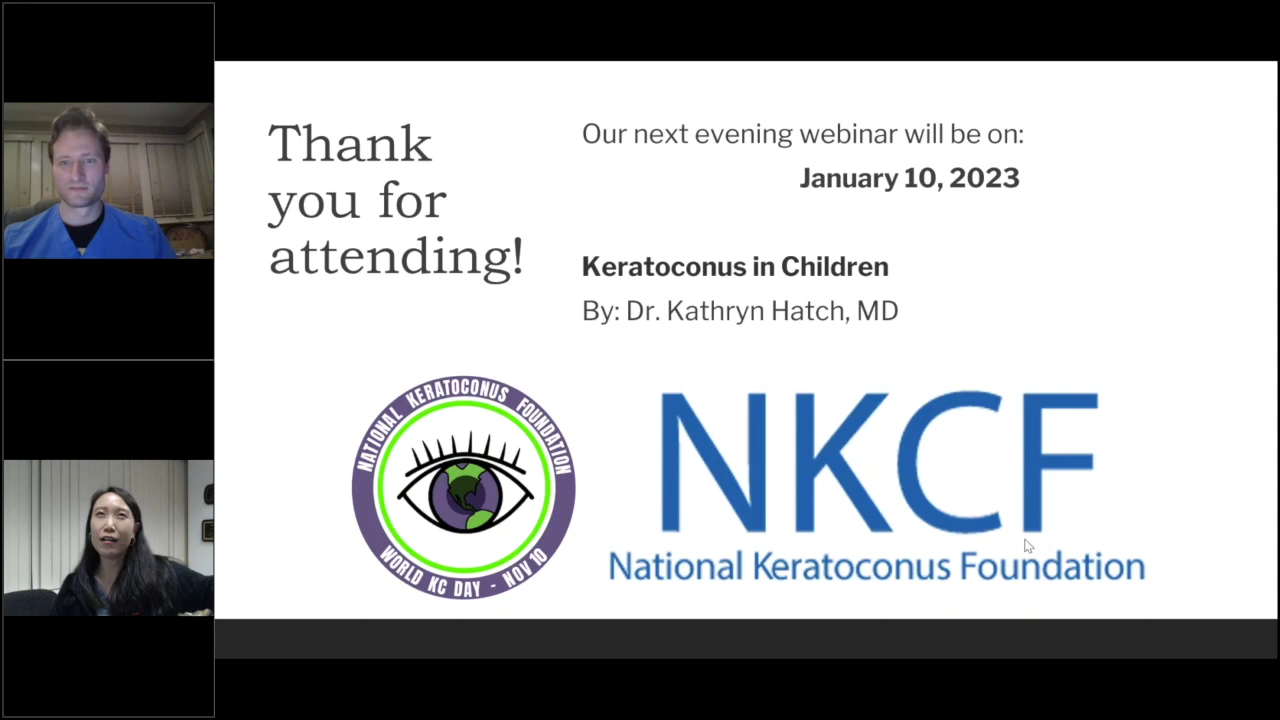 Thank
you for
attending!
Our next evening webinar will be on:
January 10, 2023
Keratoconus in Children
By: Dr. Kathryn Hatch, MD
NATIONAL KERATOCONUS FOUNDATION
WORLD KC DAY - NOV 10
NKCF
National Keratoconus Foundation